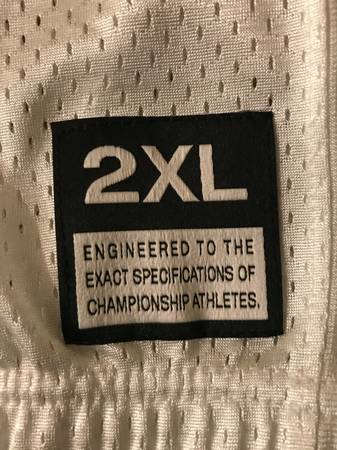 2XL
ENGINEERED TO THE
EXACT SPECIFICATIONS OF
CHAMPIONSHIP ATHLETES.